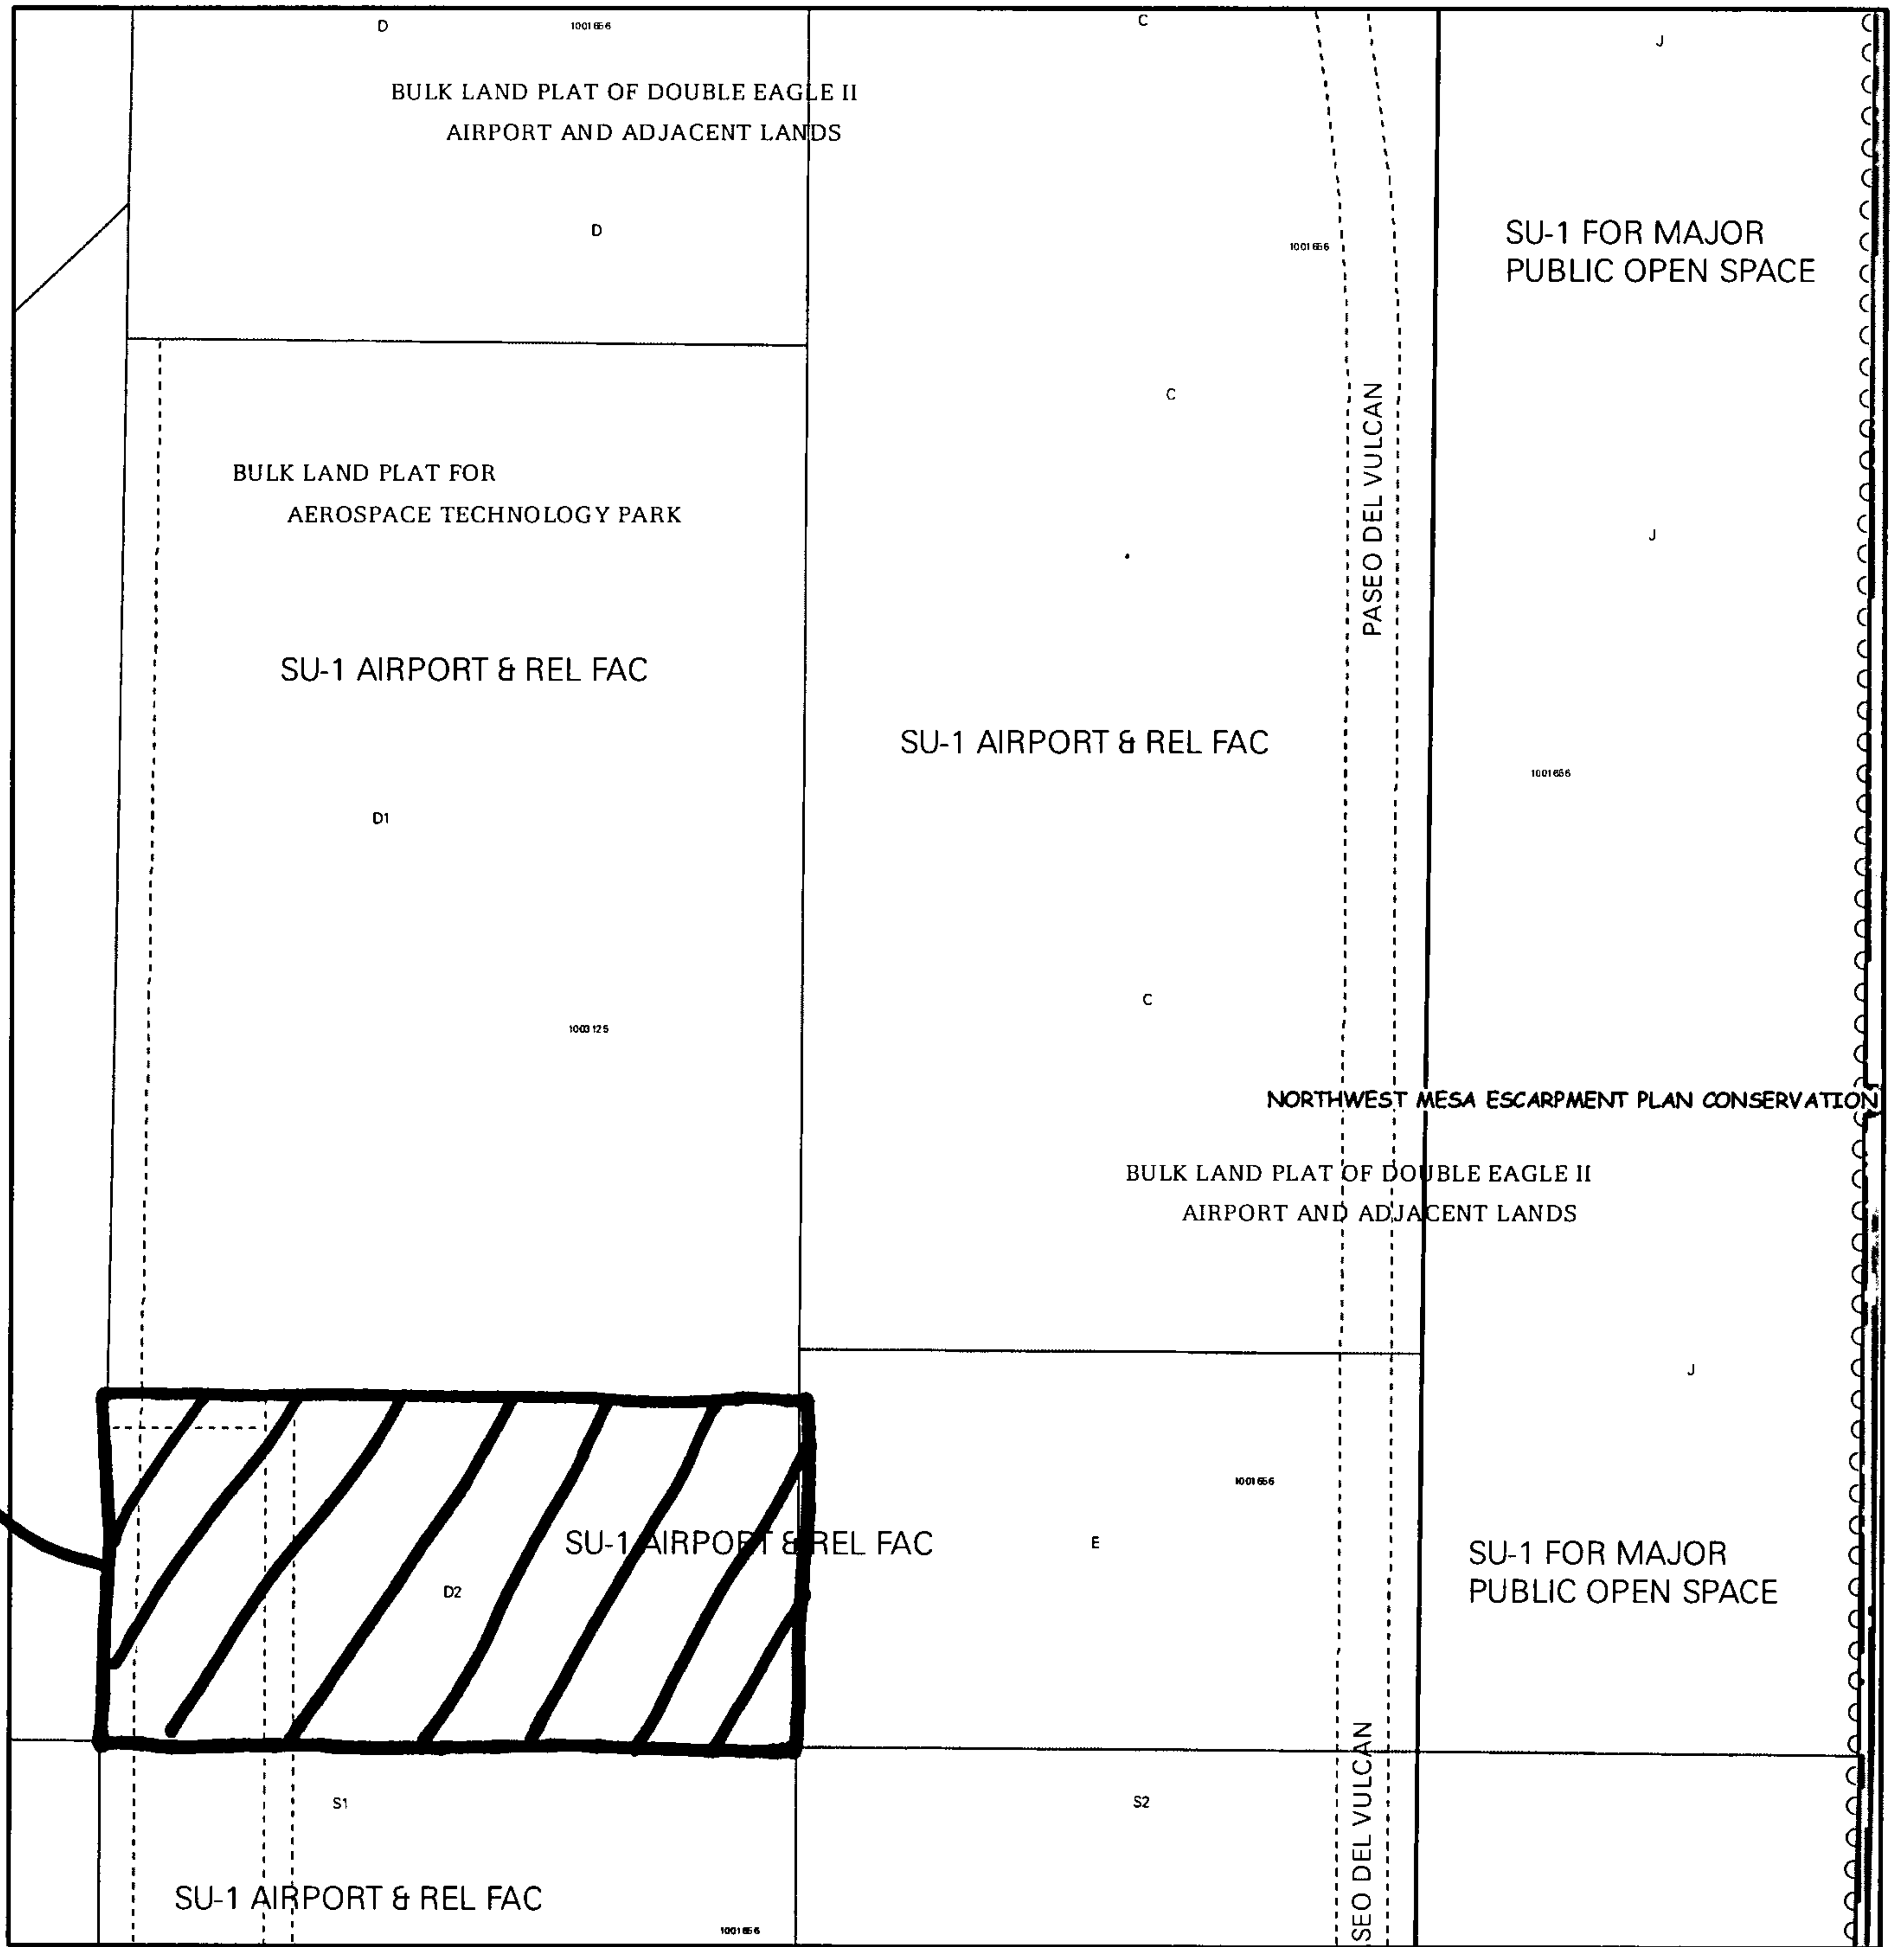 D
1001656
C
J
BULK LAND PLAT OF DOUBLE EAGLE II
AIRPORT AND ADJACENT LANDS
D
1001656
SU-1 FOR MAJOR
PUBLIC OPEN SPACE
C
PASEO DEL VULCAN
BULK LAND PLAT FOR
AEROSPACE TECHNOLOGY PARK
J
SU-1 AIRPORT & REL FAC
SU-1 AIRPORT & REL FAC
1001656
D1
C
1003125
NORTHWEST MESA ESCARPMENT PLAN CONSERVATION
BULK LAND PLAT OF DOUBLE EAGLE II
AIRPORT AND ADJACENT LANDS
J
1001656
SU-1 AIRPORT & REL FAC
E
D2
SU-1 FOR MAJOR
PUBLIC OPEN SPACE
S1
S2
SEO DEL VULCAN
SU-1 AIRPORT & REL FAC
1001656